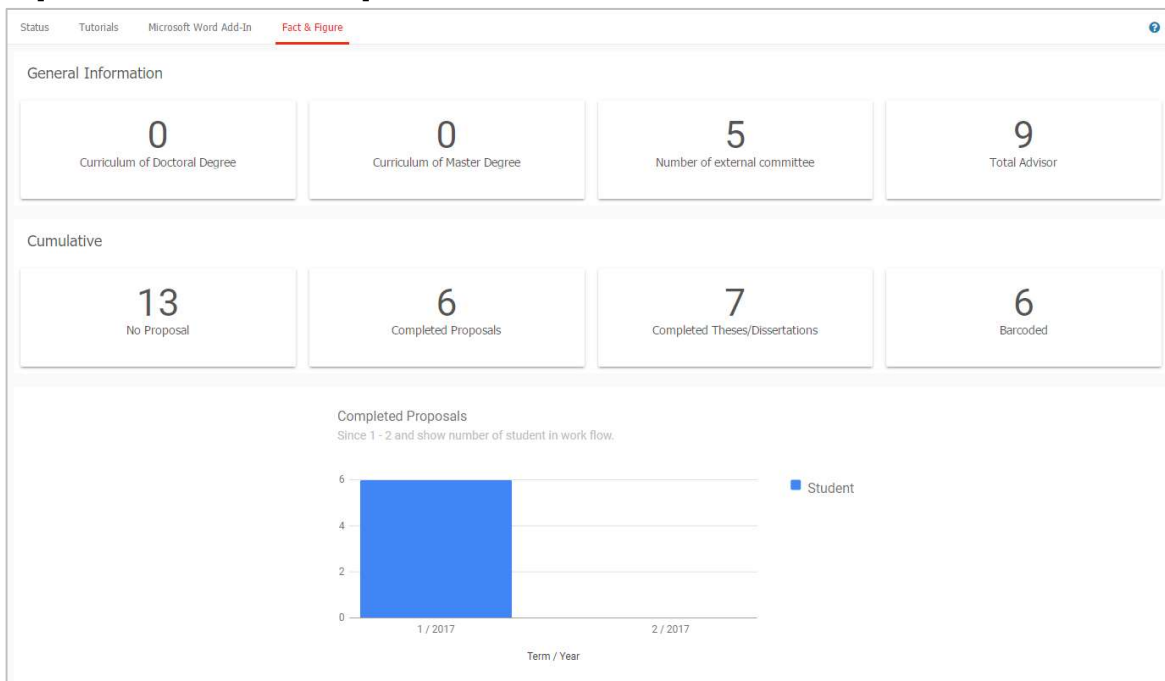 Status Tutorials Microsoft Word Add-In Fact & Figure ?
General Information
0 0 5 9
Curriculum of Doctoral Degree Curriculum of Master Degree Number of external committee Total Advisor
Cumulative
13 6 7 6
No Proposal Completed Proposals Completed Theses/Dissertations Barcoded
Completed Proposals
Since 1 - 2 and show number of student in work flow.
6
Student
4
2
0
1 / 2017 2 / 2017
Term / Year